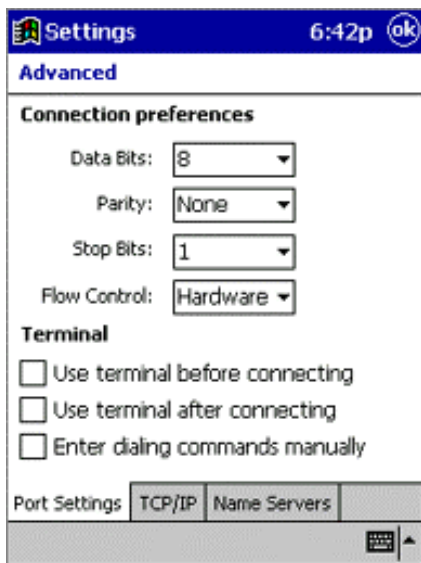 Settings 6:42p ok
Advanced
Connection preferences
Data Bits: 8
Parity: None
Stop Bits: 1
Flow Control: Hardware
Terminal
Use terminal before connecting
Use terminal after connecting
Enter dialing commands manually
Port Settings TCP/IP Name Servers